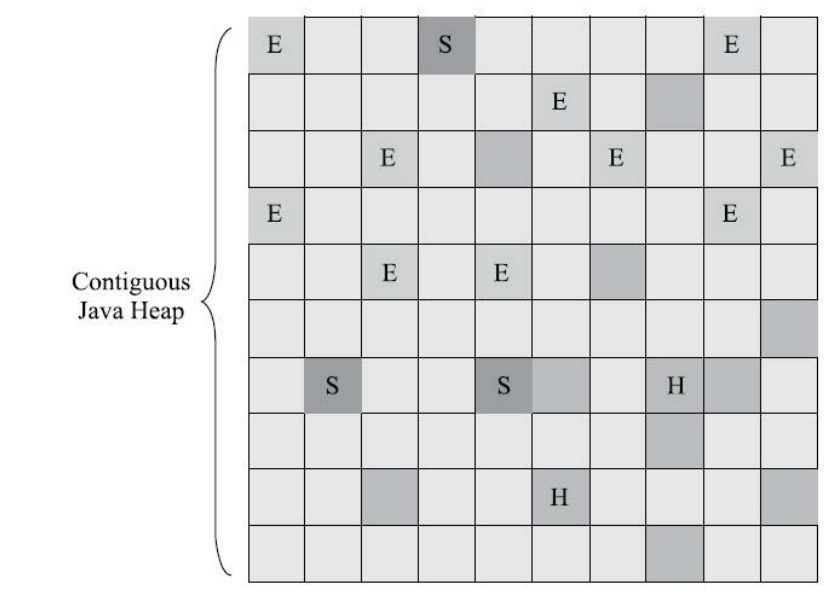 E S E
E
E E E
E E
E E
Contiguous
Java Heap
S S H
H